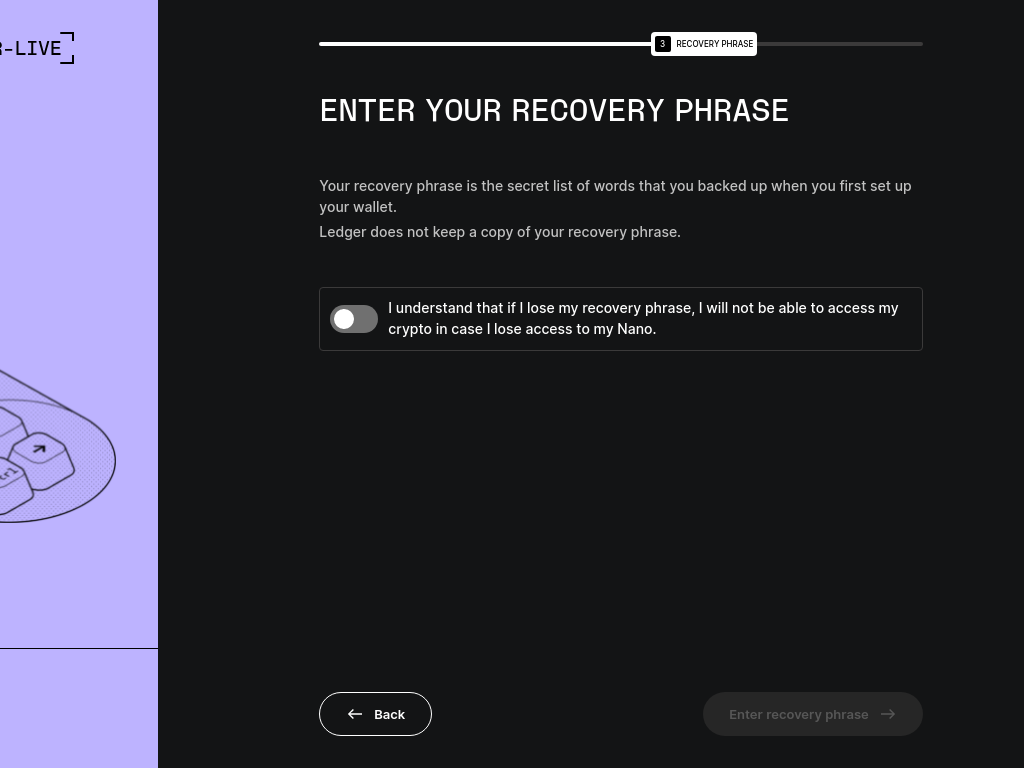 R-LIVE
3 RECOVERY PHRASE
ENTER YOUR RECOVERY PHRASE
Your recovery phrase is the secret list of words that you backed up when you first set up
your wallet.
Ledger does not keep a copy of your recovery phrase.
I understand that if I lose my recovery phrase, I will not be able to access my
crypto in case I lose access to my Nano.
Back
Enter recovery phrase